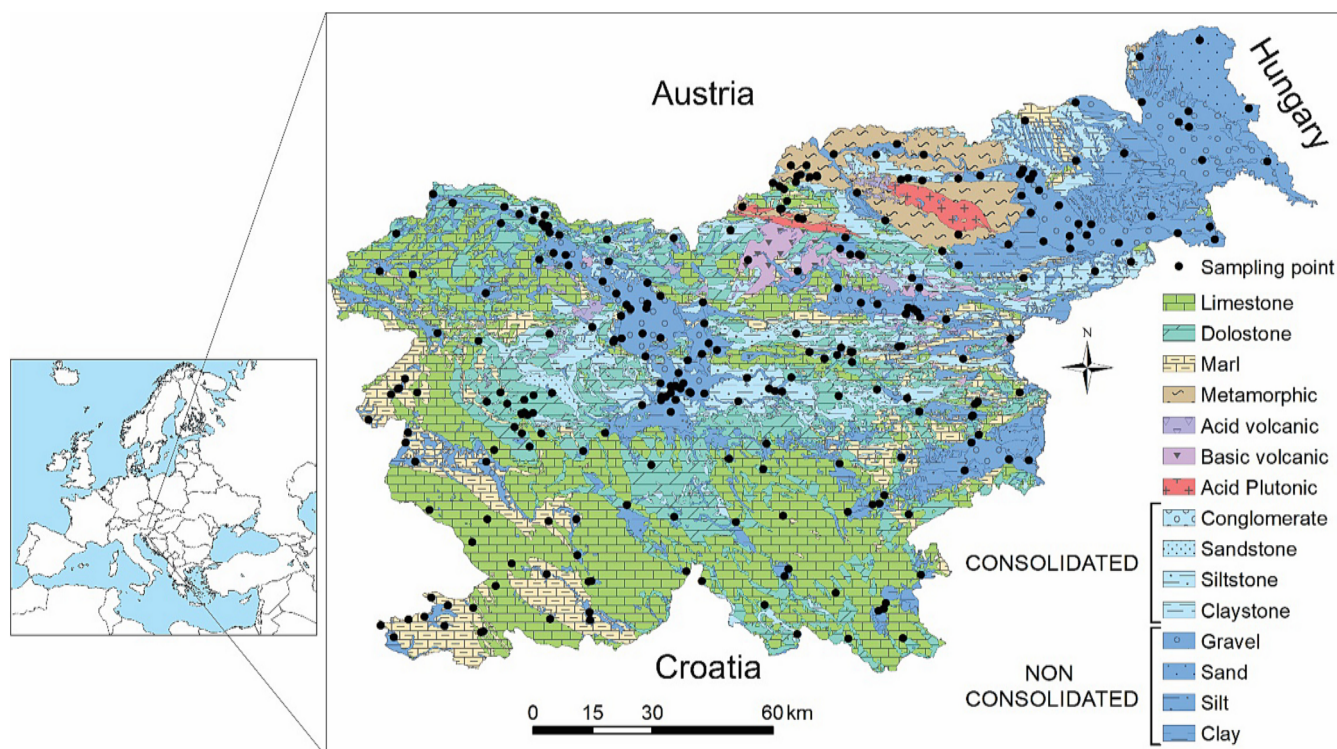 Austria
Hungary
N
Sampling point
Limestone
Dolostone
Marl
Metamorphic
Acid volcanic
Basic volcanic
Acid Plutonic
Conglomerate
CONSOLIDATED
Sandstone
Siltstone
Claystone
Gravel
NON
CONSOLIDATED
Sand
Silt
Clay
Croatia
0 15 30 60 km